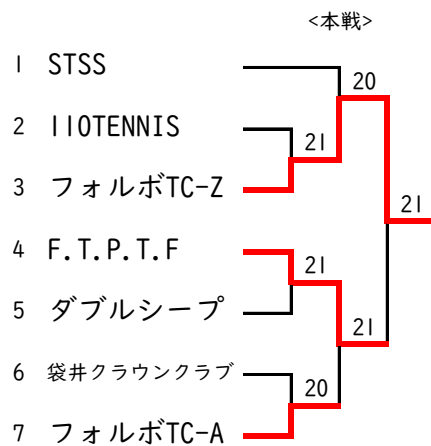 <本戦>
1 STSS
20
2 110TENNIS
21
3 フォルボTC-Z
21
4 F.T.P.T.F
21
5 ダブルシープ
21
6 袋井クラウンクラブ
20
7 フォルボTC-A